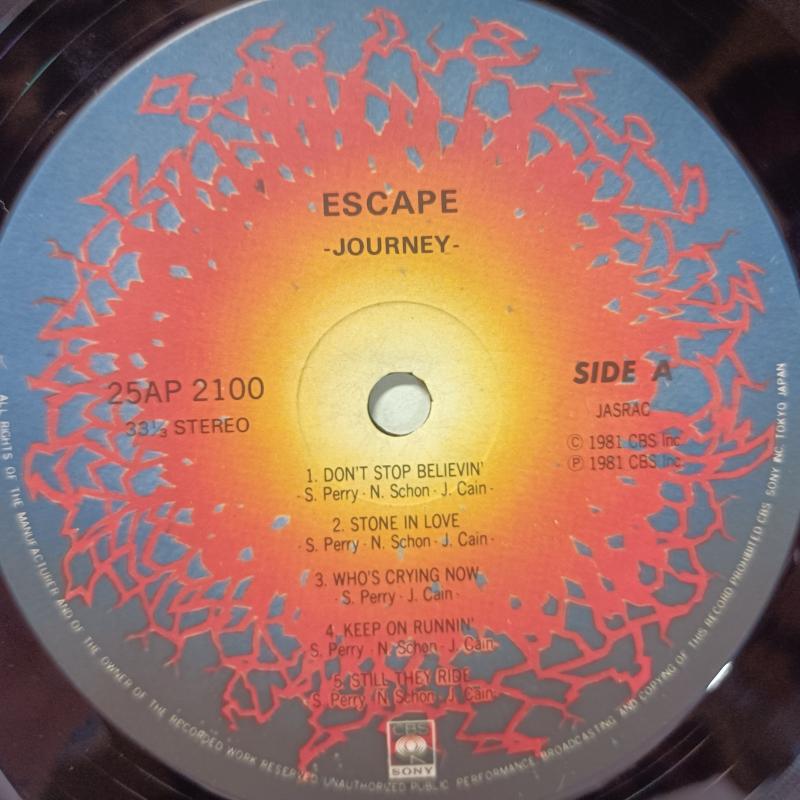 ESCAPE
-JOURNEY-
25AP 2100
33⅓ STEREO
SIDE A
JASRAC
© 1981 CBS Inc.
℗ 1981 CBS Inc.
1. DON'T STOP BELIEVIN'
- S. Perry · N. Schon · J. Cain -
2. STONE IN LOVE
- S. Perry · N. Schon · J. Cain -
3. WHO'S CRYING NOW
- S. Perry · J. Cain -
4. KEEP ON RUNNIN'
- S. Perry · N. Schon · J. Cain -
5. STILL THEY RIDE
- S. Perry · N. Schon · J. Cain -
CBS
SONY
ALL RIGHTS OF THE MANUFACTURER AND OF THE OWNER OF THE RECORDED WORK RESERVED UNAUTHORIZED PUBLIC PERFORMANCE BROADCASTING AND COPYING OF THIS RECORD PROHIBITED CBS SONY INC. TOKYO JAPAN